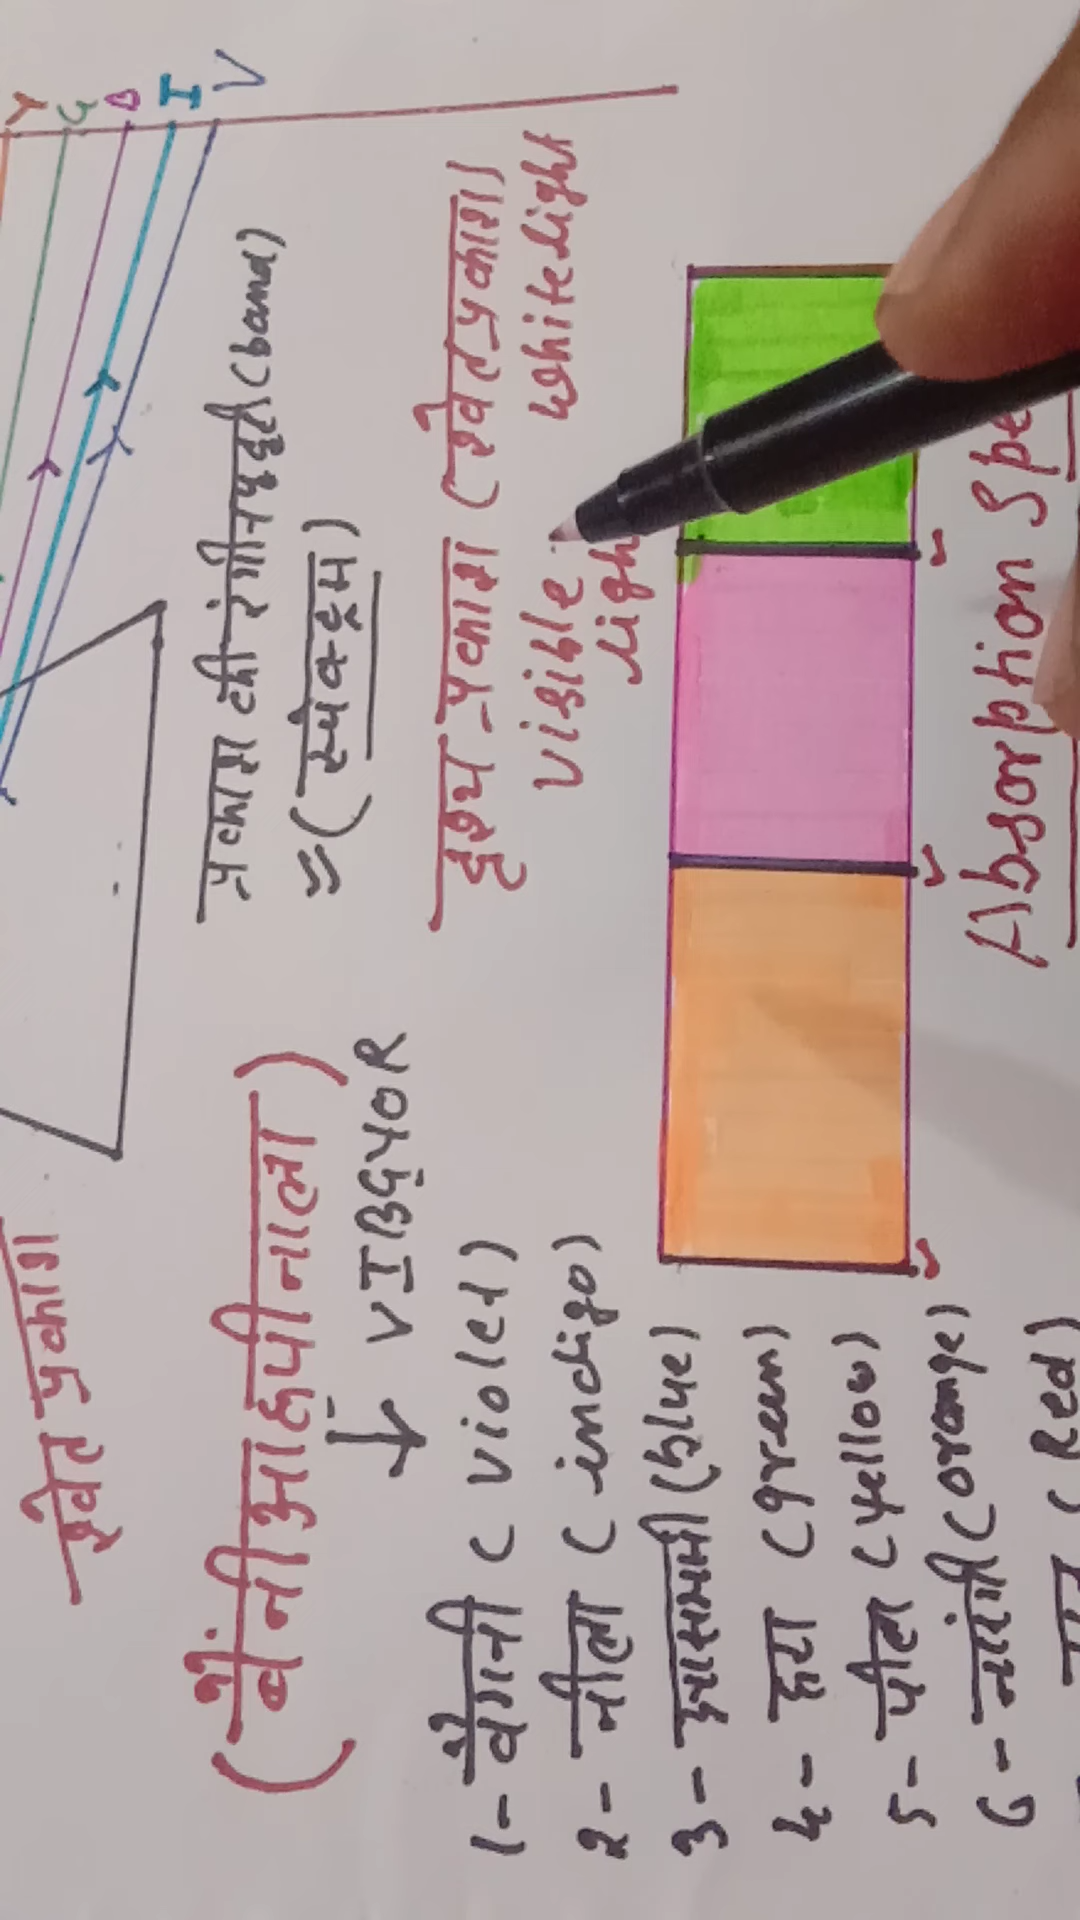 V
I
B
G
Y
श्वेत प्रकाश
प्रकाश की रंगीन पट्टी (band)
= (स्पेक्ट्रम)
दृश्य-प्रकाश (श्वेत प्रकाश)
visible white light
light
(बैनीआहपीनाला)
→ VIBGYOR
1- बैंगनी (violet)
2- नीला (indigo)
3- आसमानी (blue)
4- हरा (green)
5- पीला (yellow)
6- नारंगी (orange)
(Red)
Absorption Spe